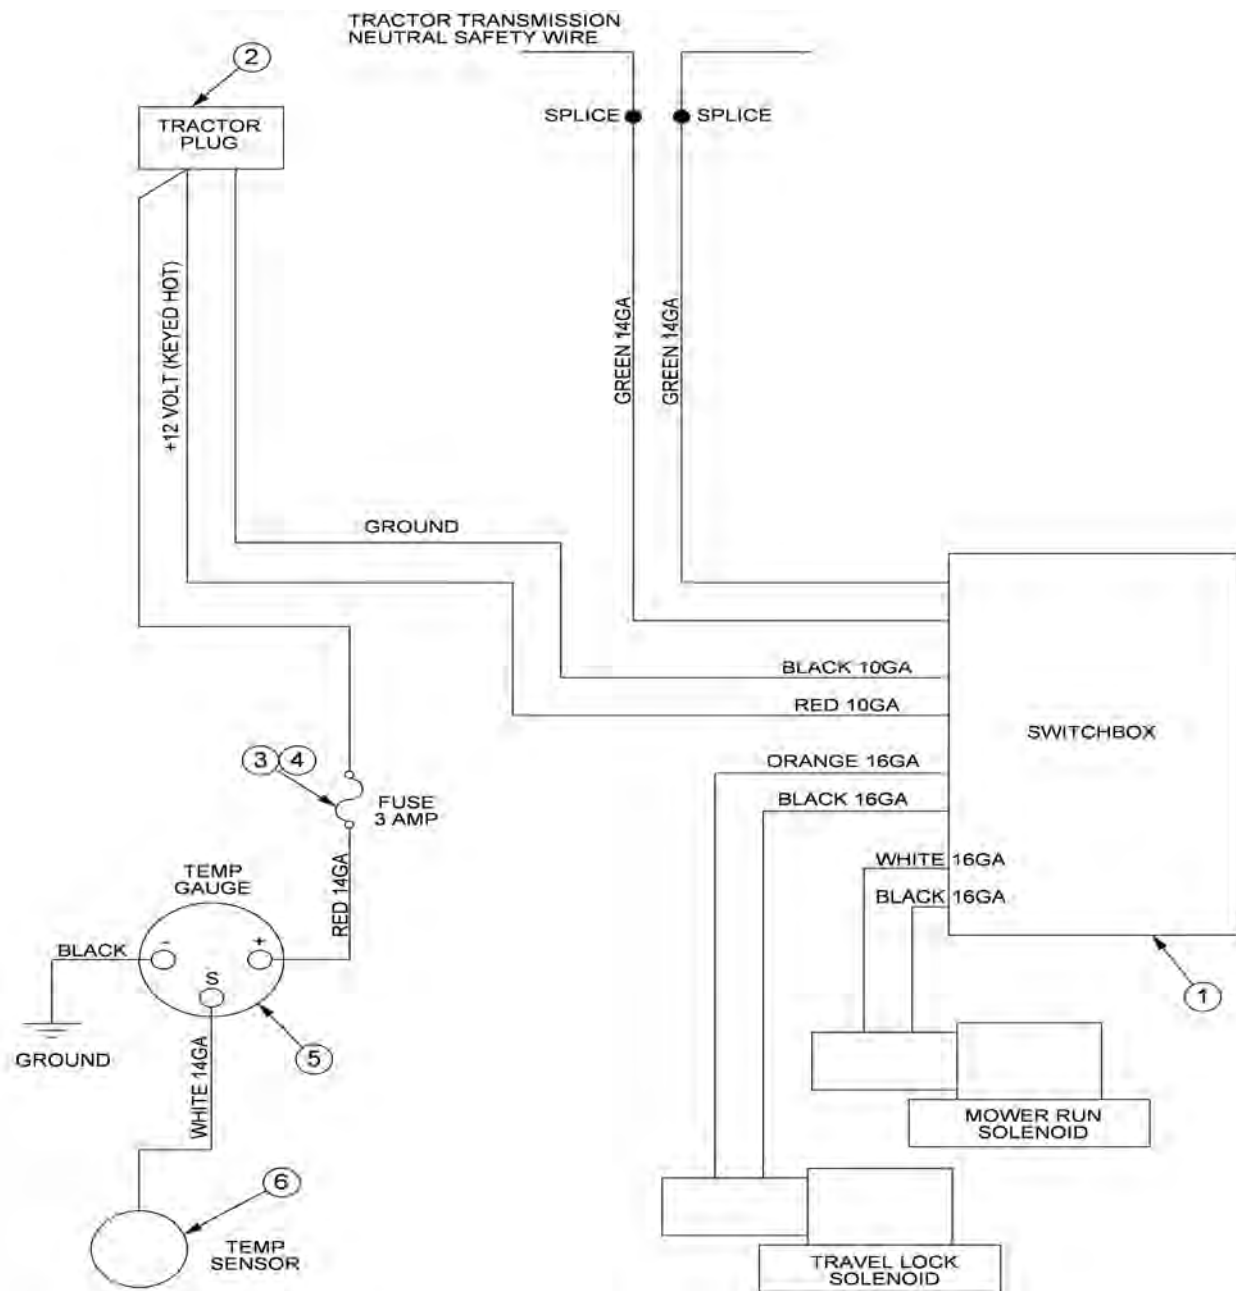 TRACTOR TRANSMISSION
NEUTRAL SAFETY WIRE
2
TRACTOR
PLUG
SPLICE
SPLICE
+12 VOLT (KEYED HOT)
GREEN 14GA
GREEN 14GA
GROUND
BLACK 10GA
RED 10GA
SWITCHBOX
3
4
ORANGE 16GA
FUSE
3 AMP
BLACK 16GA
WHITE 16GA
TEMP
GAUGE
RED 14GA
BLACK 16GA
BLACK
-
+
S
1
GROUND
5
WHITE 14GA
MOWER RUN
SOLENOID
6
TEMP
SENSOR
TRAVEL LOCK
SOLENOID